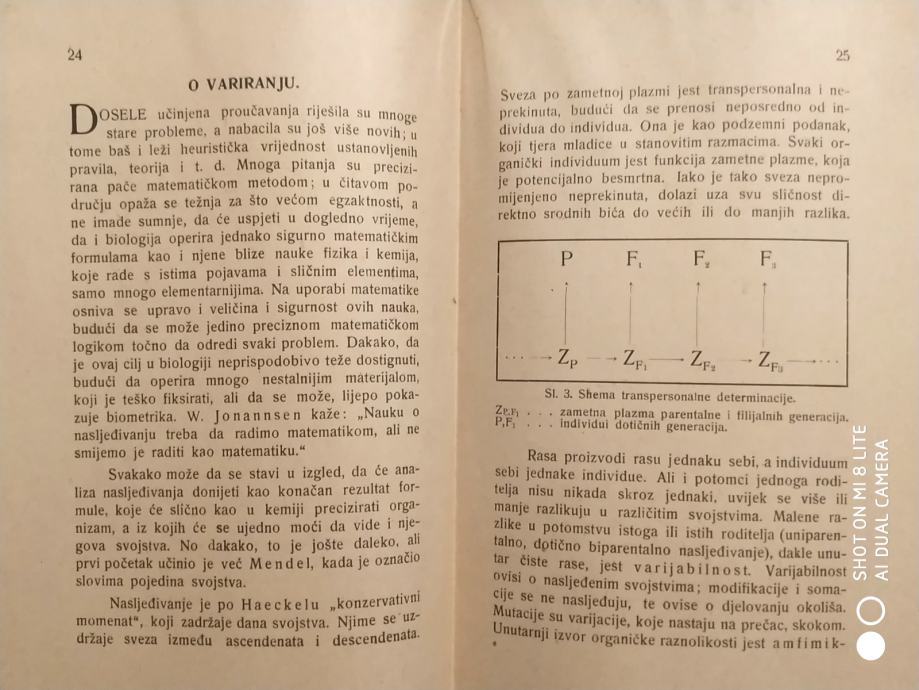 24
O VARIRANJU.
DOSELE učinjena proučavanja riješila su mnoge
stare probleme, a nabacila su još više novih; u
tome baš i leži heuristička vrijednost ustanovljenih
pravila, teorija i t. d. Mnoga pitanja su precizi-
rana pače matematičkom metodom; u čitavom po-
dručju opaža se težnja za što većom egzaktnosti, a
ne imade sumnje, da će uspjeti u dogledno vrijeme,
da i biologija operira jednako sigurno matematičkim
formulama kao i njene blize nauke fizika i kemija,
koje rade s istima pojavama i sličnim elementima,
samo mnogo elementarnijima. Na uporabi matematike
osniva se upravo i veličina i sigurnost ovih nauka,
budući da se može jedino preciznom matematičkom
logikom točno da odredi svaki problem. Dakako, da
je ovaj cilj u biologiji neprispodobivo teže dostignuti,
budući da operira mnogo nestalnijim materijalom,
koji je teško fiksirati, ali da se može, lijepo poka-
zuje biometrika. W. Jonannsen kaže: „Nauku o
nasljeđivanju treba da radimo matematikom, ali ne
smijemo je raditi kao matematiku.“
Svakako može da se stavi u izgled, da će ana-
liza nasljeđivanja donijeti kao konačan rezultat for-
mule, koje će slično kao u kemiji precizirati orga-
nizam, a iz kojih će se ujedno moći da vide i nje-
gova svojstva. No dakako, to je jošte daleko, ali
prvi početak učinio je već Mendel, kada je označio
slovima pojedina svojstva.
Nasljeđivanje je po Haeckelu „konzervativni
momenat“, koji zadržaje dana svojstva. Njime se uz-
držaje sveza između ascendenata i descendenata.
25
Sveza po zametnoj plazmi jest transpersonalna i ne-
prekinuta, budući da se prenosi neposredno od in-
dividua do individua. Ona je kao podzemni podanak,
koji tjera mladice u stanovitim razmacima. Svaki or-
ganički individuum jest funkcija zametne plazme, koja
je potencijalno besmrtna. Iako je tako sveza nepro-
mijenjeno neprekinuta, dolazi uza svu sličnost di-
rektno srodnih bića do većih ili do manjih razlika.
P F₁ F₂ F₃
... → Z_P → Z_F₁ → Z_F₂ → Z_F₃ → ...
Sl. 3. Shema transpersonalne determinacije.
Z_P,F₁ . . . zametna plazma parentalne i filijalnih generacija.
P,F₁ . . . individui dotičnih generacija.
Rasa proizvodi rasu jednaku sebi, a individuum
sebi jednake individue. Ali i potomci jednoga rodi-
telja nisu nikada skroz jednaki, uvijek se više ili
manje razlikuju u različitim svojstvima. Malene ra-
zlike u potomstvu istoga ili istih roditelja (uniparen-
talno, dotično biparentalno nasljeđivanje), dakle unu-
tar čiste rase, jest varijabilnost. Varijabilnost
ovisi o nasljeđenim svojstvima; modifikacije i soma-
cije se ne nasljeđuju, te ovise o djelovanju okoliša.
Mutacije su varijacije, koje nastaju na prečac, skokom.
Unutarnji izvor organičke raznolikosti jest amfimik-
SHOT ON MI 8 LITE
AI DUAL CAMERA